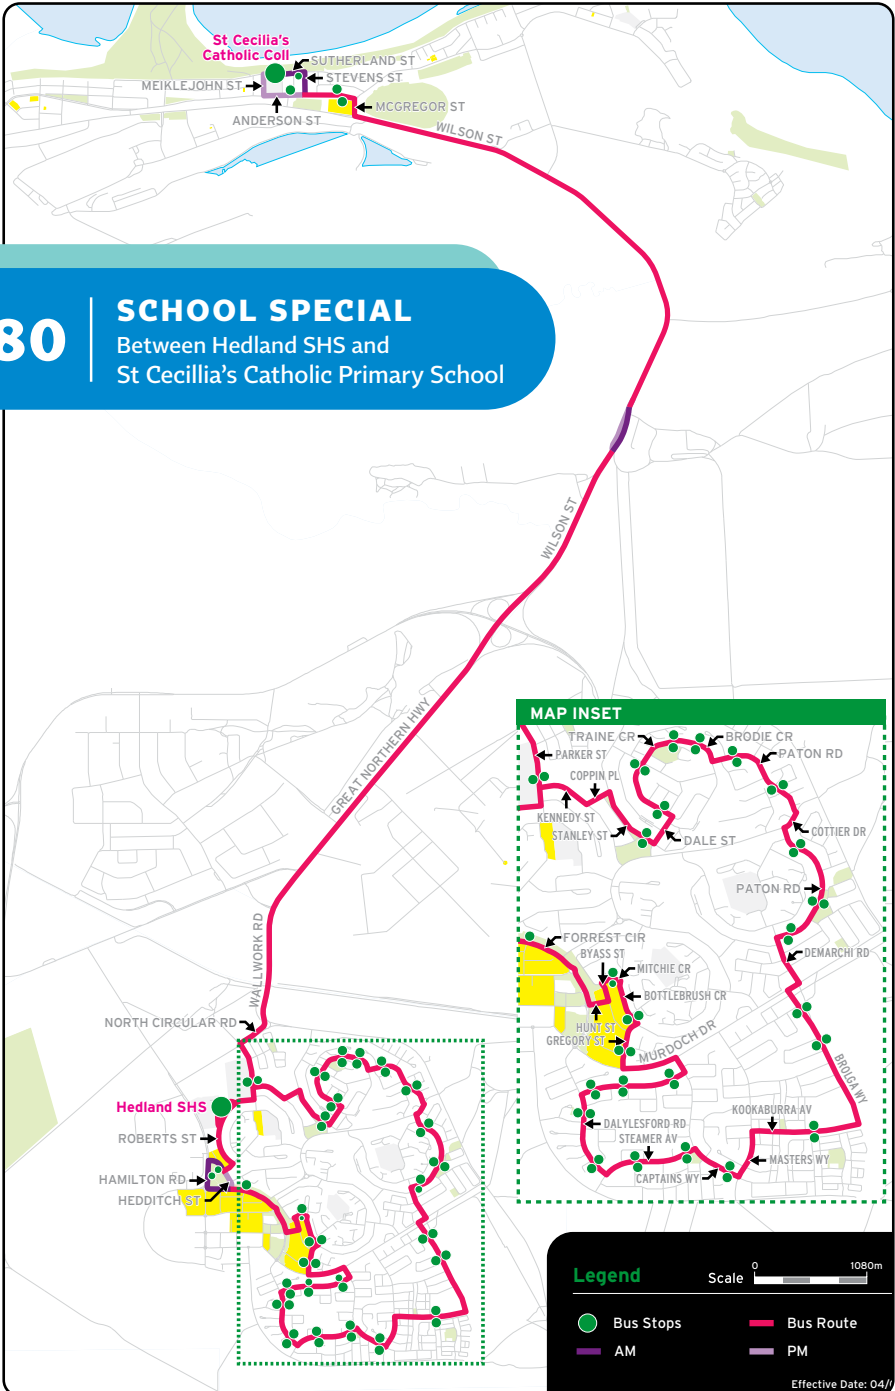 St Cecilia's
Catholic Coll
SUTHERLAND ST
STEVENS ST
MEIKLEJOHN ST
MCGREGOR ST
ANDERSON ST
WILSON ST
80
SCHOOL SPECIAL
Between Hedland SHS and
St Cecillia's Catholic Primary School
WILSON ST
GREAT NORTHERN HWY
WALLWORK RD
NORTH CIRCULAR RD
Hedland SHS
ROBERTS ST
HAMILTON RD
HEDDITCH ST
MAP INSET
TRAINE CR
BRODIE CR
PARKER ST
PATON RD
COPPIN PL
KENNEDY ST
STANLEY ST
COTTIER DR
DALE ST
PATON RD
FORREST CIR
BYASS ST
DEMARCHI RD
MITCHIE CR
BOTTLEBRUSH CR
HUNT ST
GREGORY ST
MURDOCH DR
BROLGA WY
KOOKABURRA AV
DALYLESFORD RD
STEAMER AV
MASTERS WY
CAPTAINS WY
Legend
Scale
0 1080m
Bus Stops
Bus Route
AM
PM
Effective Date: 04/